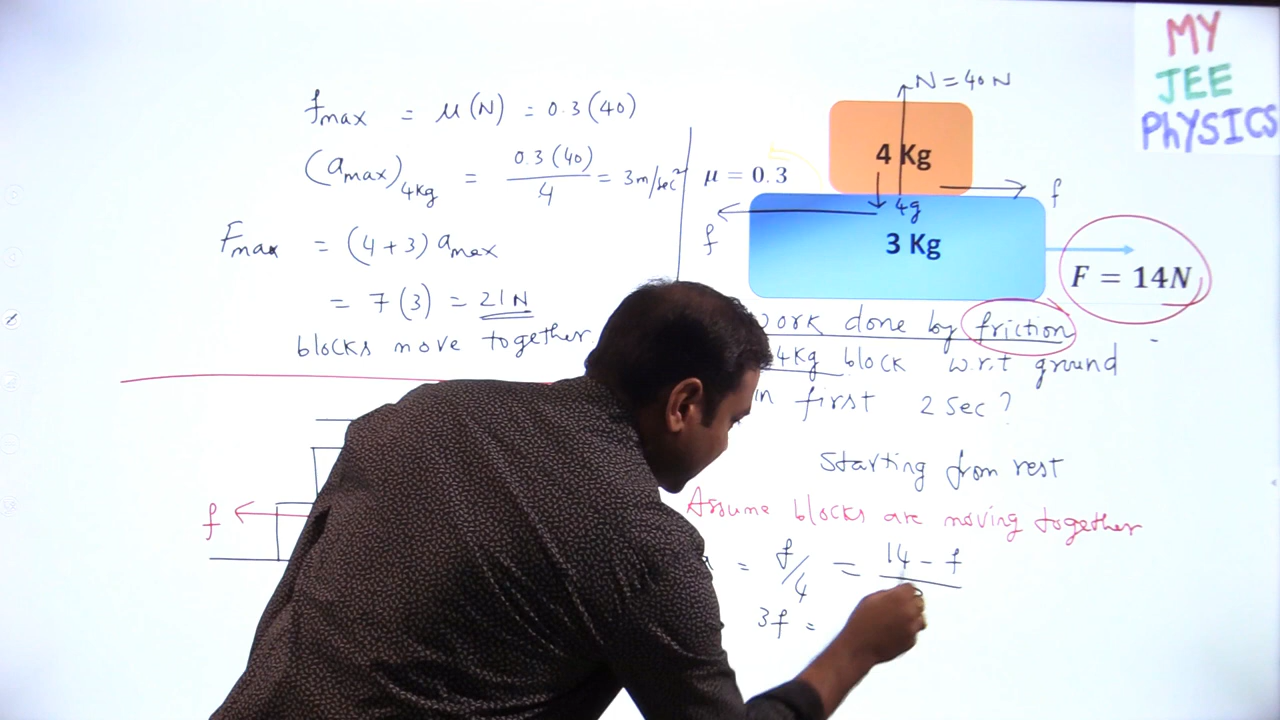 MY
JEE
PHYSICS
fmax = μ(N) = 0.3(40)
(amax)4Kg = 0.3(40)/4 = 3m/sec²
Fmax = (4+3) amax
= 7(3) = 21N
blocks move together.
N = 40 N
4 Kg
μ = 0.3
f
4g
f
3 Kg
F = 14N
work done by friction
4Kg block w.r.t ground
in first 2 sec?
Starting from rest
Assume blocks are moving together
f
= f/4 = 14 - f
3f =